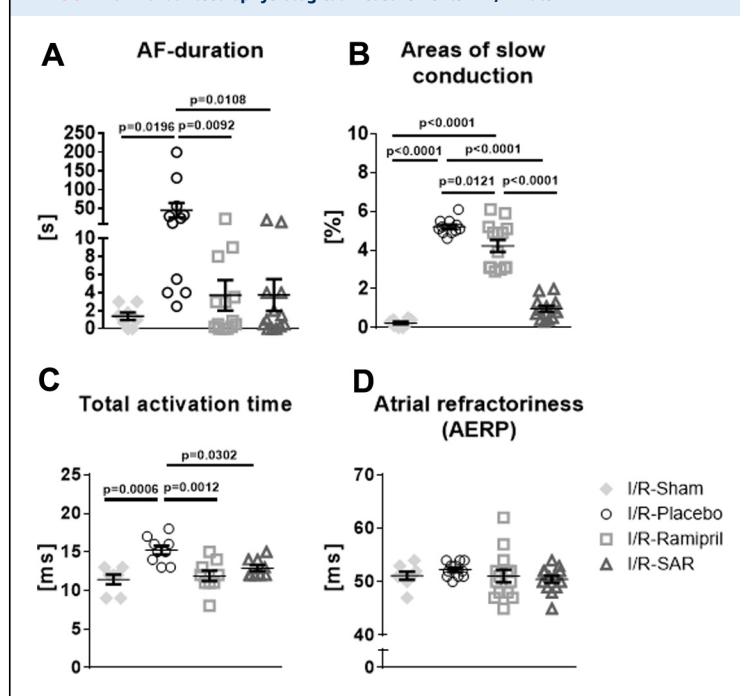 A
AF-duration
p=0.0108
p=0.0196
p=0.0092
250
200
150
100
50
10
8
6
4
2
0
[s]
B
Areas of slow
conduction
p<0.0001
p<0.0001
p<0.0001
p=0.0121
p<0.0001
10
8
6
4
2
0
[%]
C
Total activation time
p=0.0302
p=0.0006
p=0.0012
25
20
15
10
5
0
[ms]
D
Atrial refractoriness
(AERP)
70
60
50
40
0
[ms]
I/R-Sham
I/R-Placebo
I/R-Ramipril
I/R-SAR